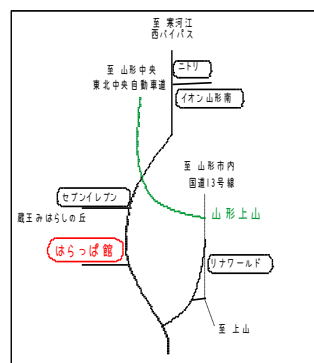 至 寒河江
西バイパス
ニトリ
至 山形中央
東北中央自動車道
イオン山形南
至 山形市内
国道13号線
セブンイレブン
蔵王みはらしの丘
山形上山
はらっぱ館
リナワールド
至 上山